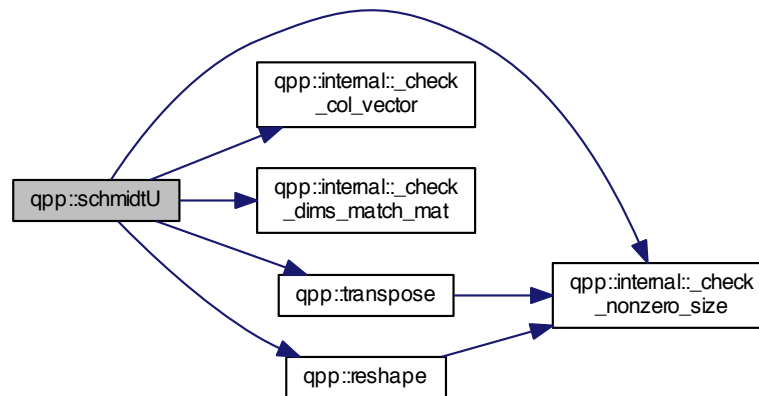 qpp::internal::_check
_col_vector
qpp::schmidtU
qpp::internal::_check
_dims_match_mat
qpp::transpose
qpp::internal::_check
_nonzero_size
qpp::reshape